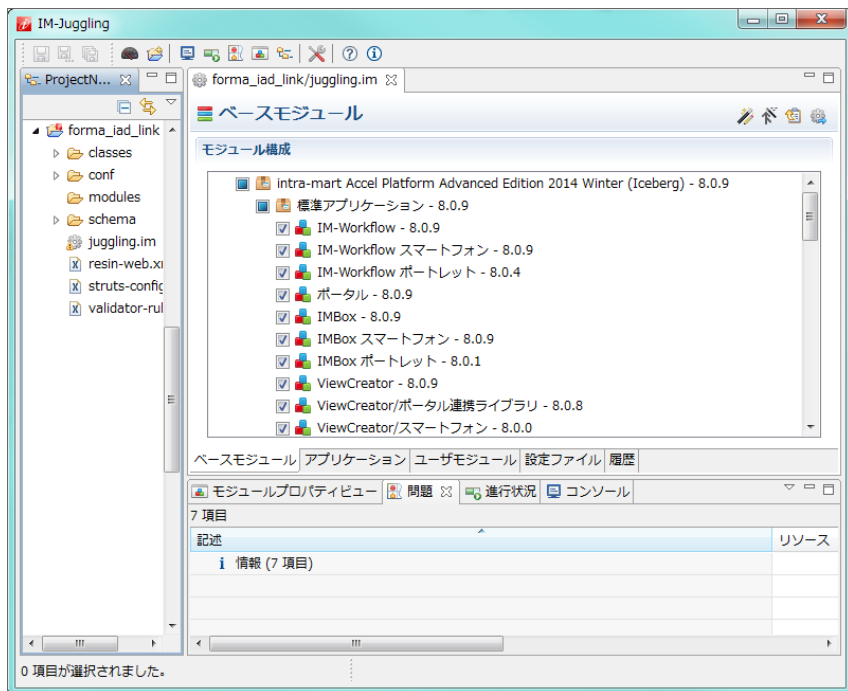 IM-Juggling
ProjectN...
forma_iad_link
classes
conf
modules
schema
juggling.im
resin-web.x
struts-config
validator-rul
forma_iad_link/juggling.im
ベースモジュール
モジュール構成
intra-mart Accel Platform Advanced Edition 2014 Winter (Iceberg) - 8.0.9
標準アプリケーション - 8.0.9
IM-Workflow - 8.0.9
IM-Workflow スマートフォン - 8.0.9
IM-Workflow ポートレット - 8.0.4
ポータル - 8.0.9
IMBox - 8.0.9
IMBox スマートフォン - 8.0.9
IMBox ポートレット - 8.0.1
ViewCreator - 8.0.9
ViewCreator/ポータル連携ライブラリ - 8.0.8
ViewCreator/スマートフォン - 8.0.0
ベースモジュール アプリケーション ユーザモジュール 設定ファイル 履歴
モジュールプロパティビュー 問題 進行状況 コンソール
7 項目
記述 リソース
情報 (7 項目)
0 項目が選択されました。